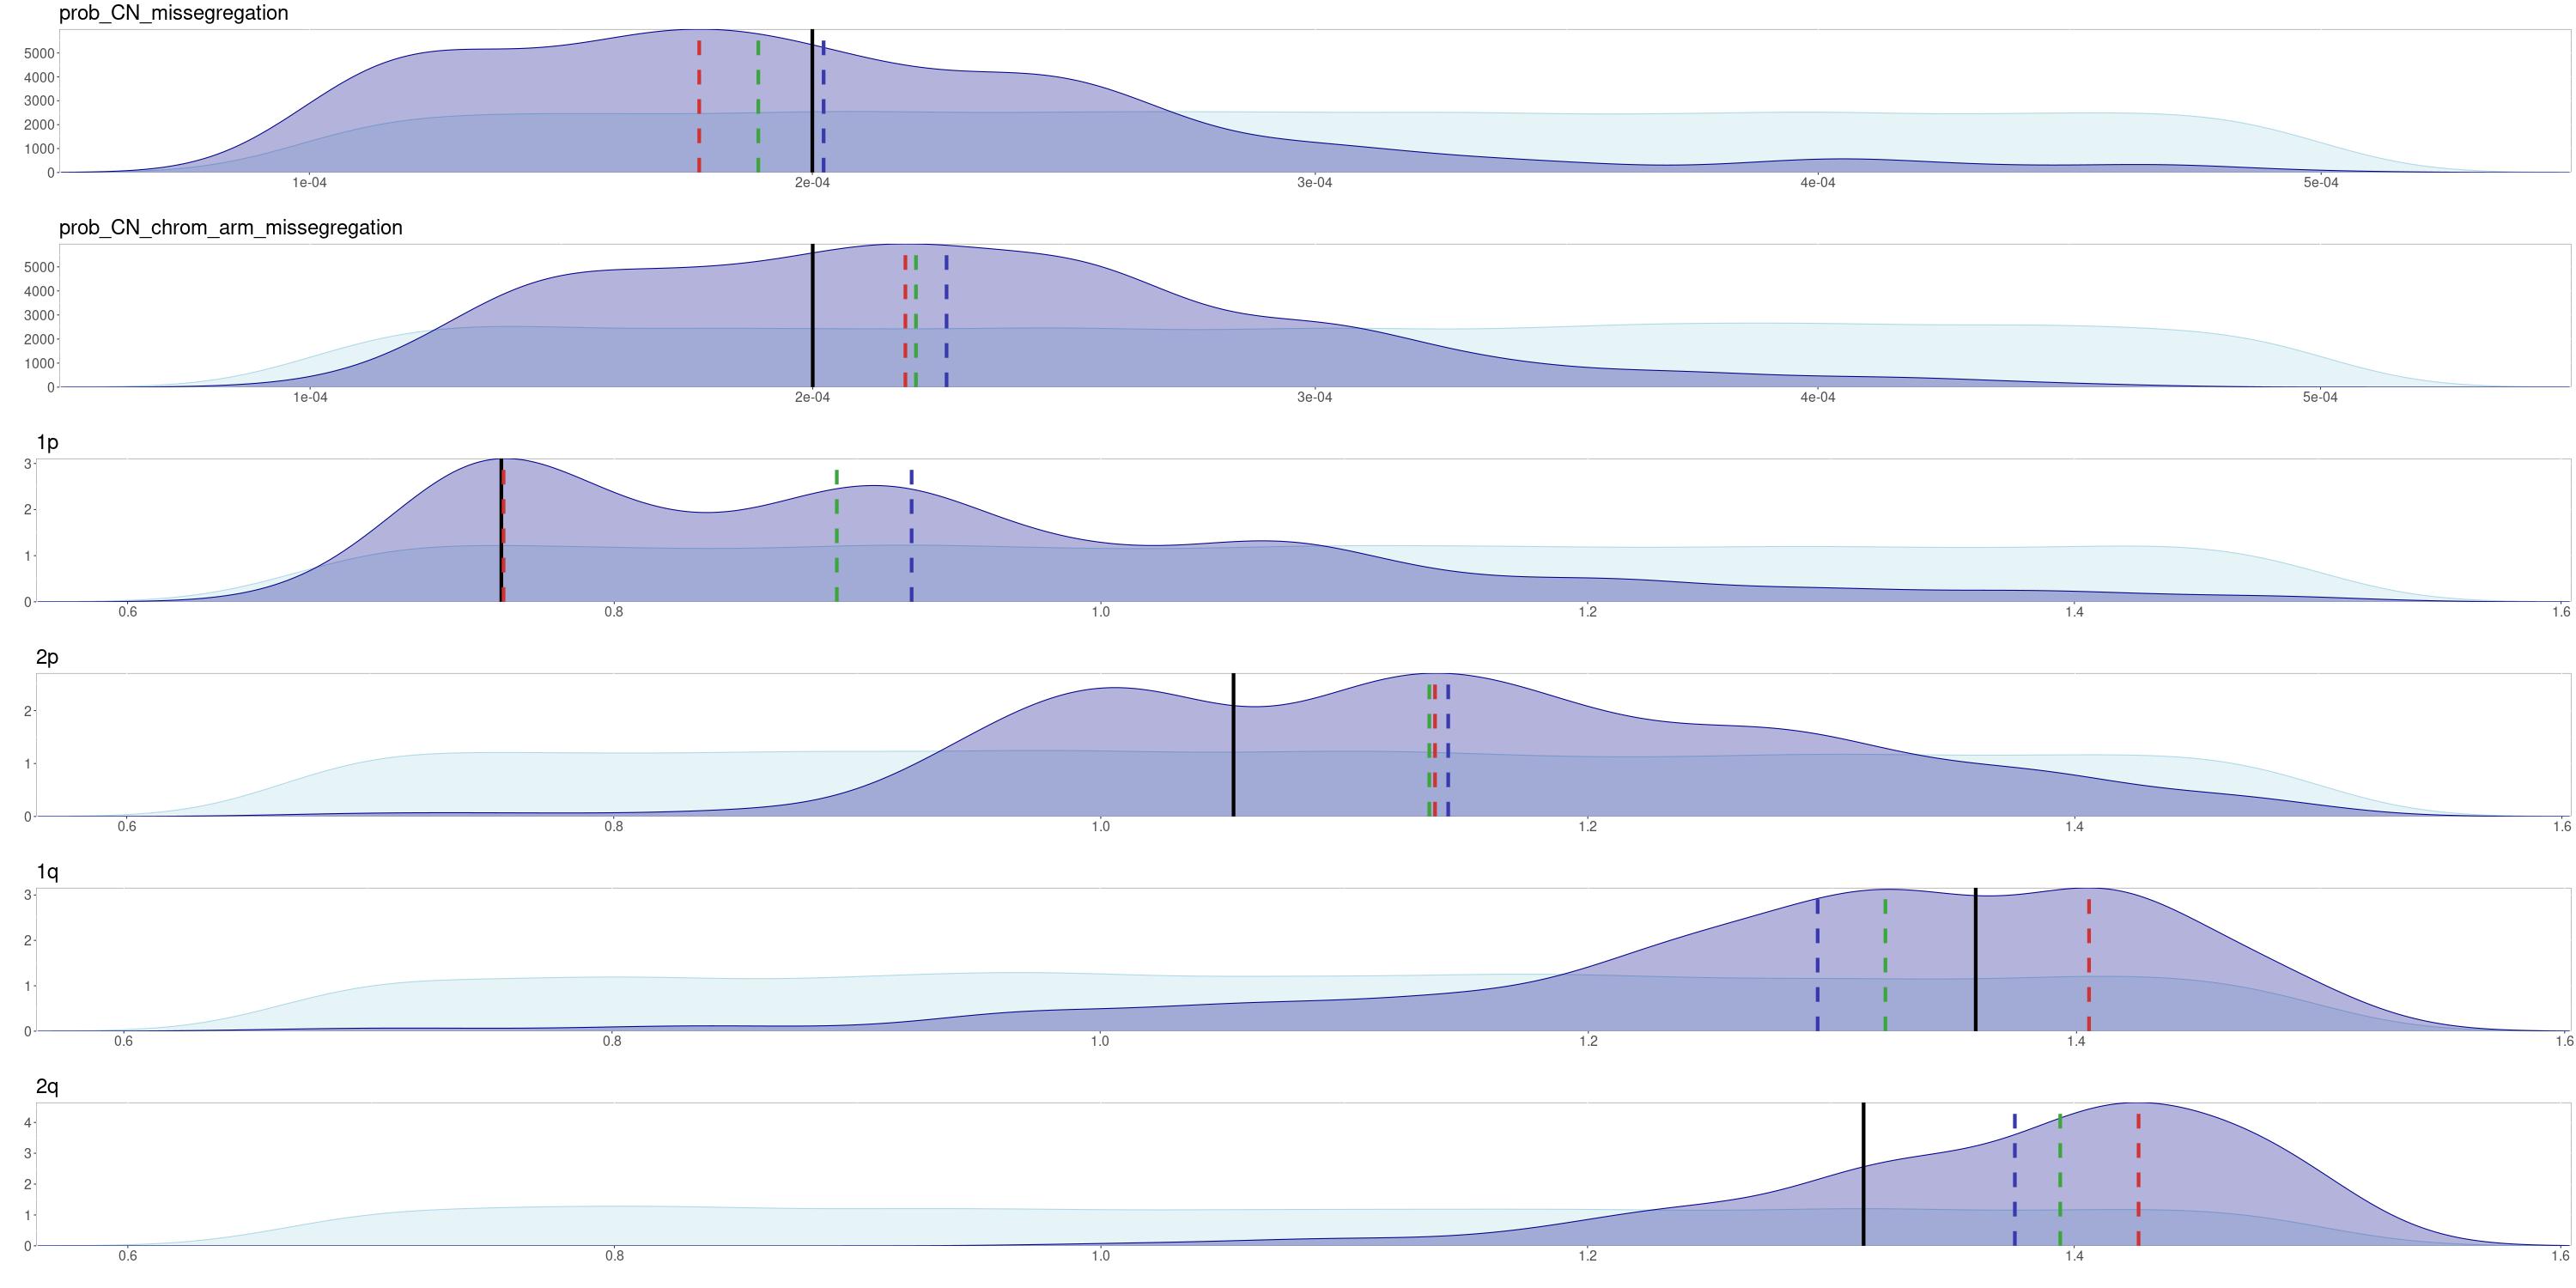 prob_CN_missegregation
5000
4000
3000
2000
1000
0
1e-04 2e-04 3e-04 4e-04 5e-04
prob_CN_chrom_arm_missegregation
5000
4000
3000
2000
1000
0
1e-04 2e-04 3e-04 4e-04 5e-04
1p
3
2
1
0
0.6 0.8 1.0 1.2 1.4 1.6
2p
2
1
0
0.6 0.8 1.0 1.2 1.4 1.6
1q
3
2
1
0
0.6 0.8 1.0 1.2 1.4 1.6
2q
4
3
2
1
0
0.6 0.8 1.0 1.2 1.4 1.6